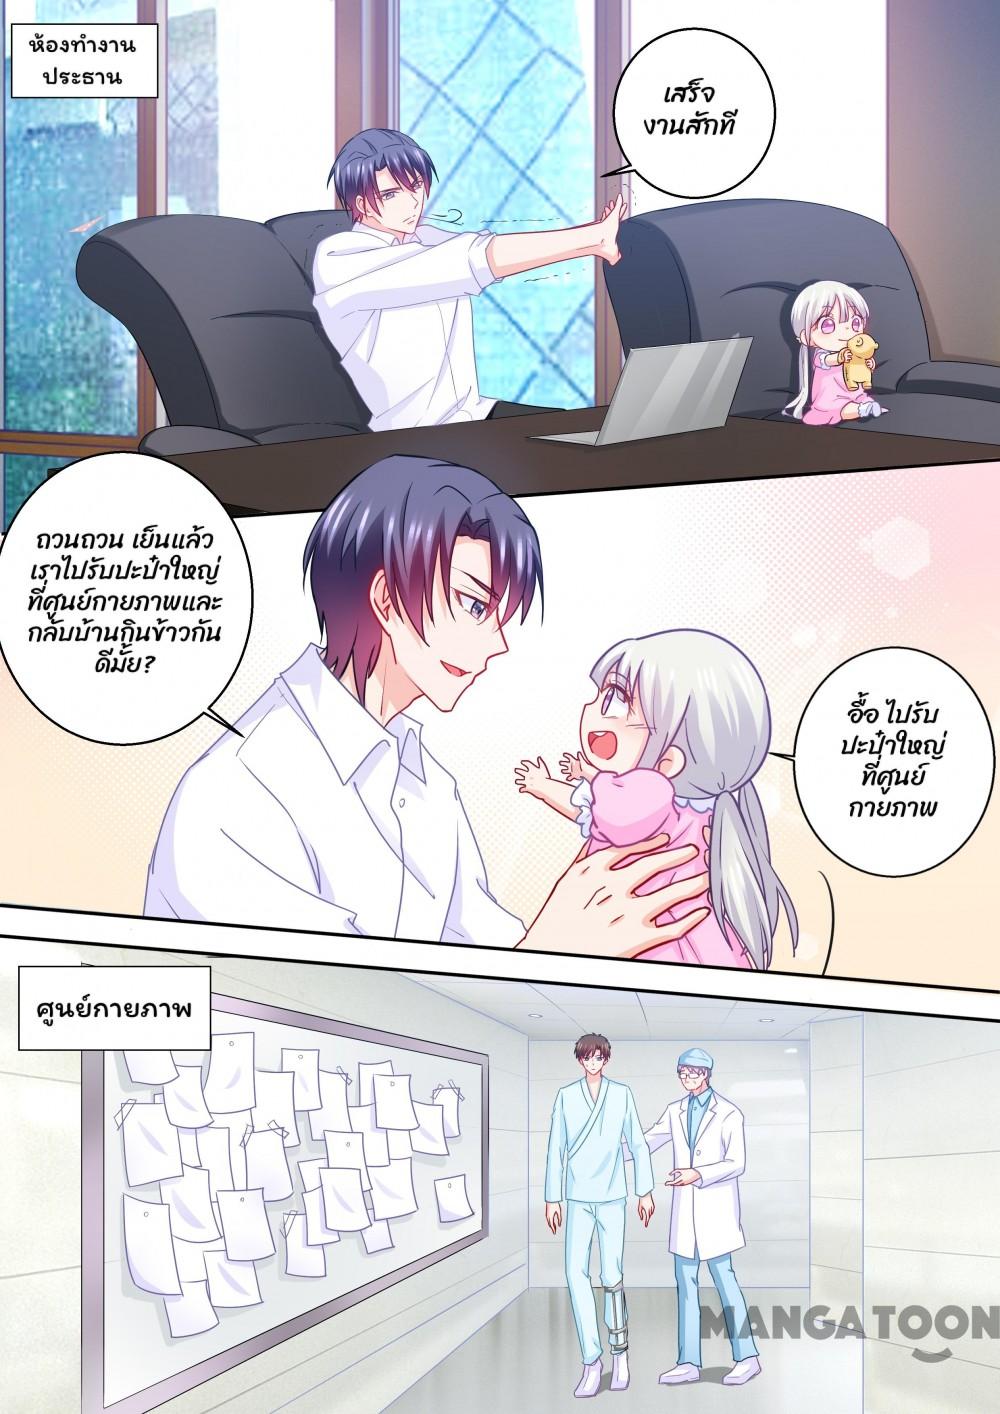 ห้องทำงาน
ประธาน
เสร็จ
งานสักที
ถวนถวน เย็นแล้ว
เราไปรับปะป๋าใหญ่
ที่ศูนย์กายภาพและ
กลับบ้านกินข้าวกัน
ดีมั้ย?
อื้อ ไปรับ
ปะป๋าใหญ่
ที่ศูนย์
กายภาพ
ศูนย์กายภาพ
MANGATOON